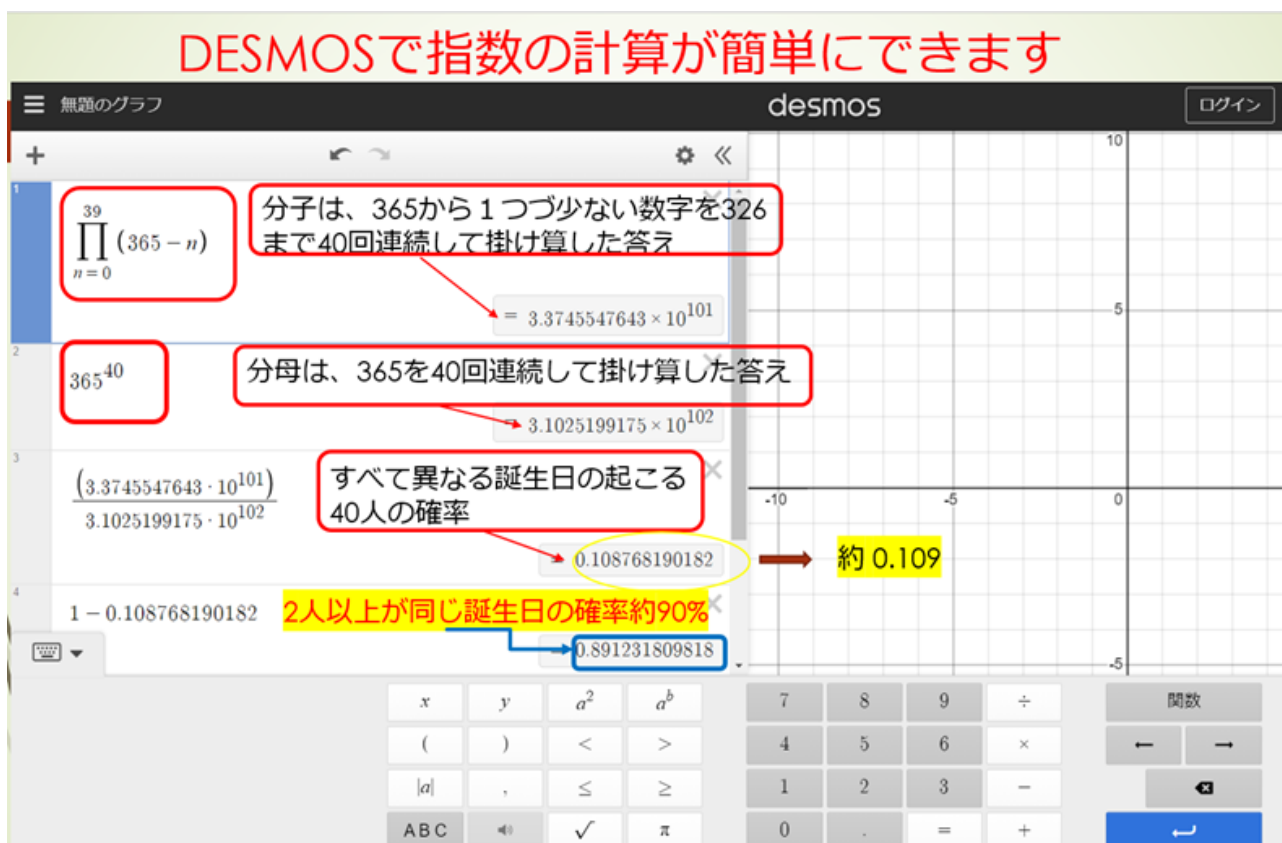 DESMOSで指数の計算が簡単にできます
無題のグラフ
desmos
ログイン
1
39
∏ (365 − n)
n = 0
分子は、365から１つづ少ない数字を326
まで40回連続して掛け算した答え
= 3.3745547643 × 10^101
2
365^40
分母は、365を40回連続して掛け算した答え
= 3.1025199175 × 10^102
3
(3.3745547643 · 10^101)
3.1025199175 · 10^102
すべて異なる誕生日の起こる
40人の確率
= 0.108768190182
約 0.109
4
1 − 0.108768190182
2人以上が同じ誕生日の確率約90%
= 0.891231809818
10
5
-10
-5
0
-5
x y a^2 a^b 7 8 9 ÷ 関数
( ) < > 4 5 6 × ← →
|a| , ≤ ≥ 1 2 3 −
A B C √ π 0 . = +